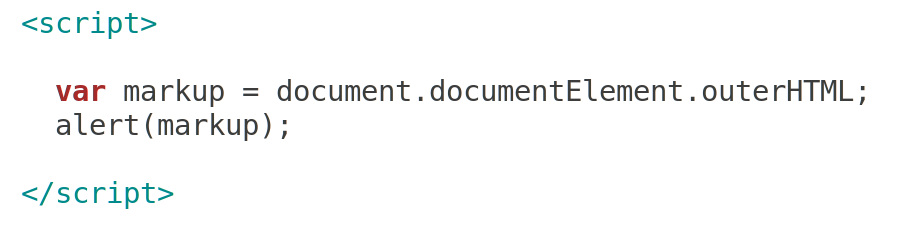 <script>
var markup = document.documentElement.outerHTML;
alert(markup);
</script>